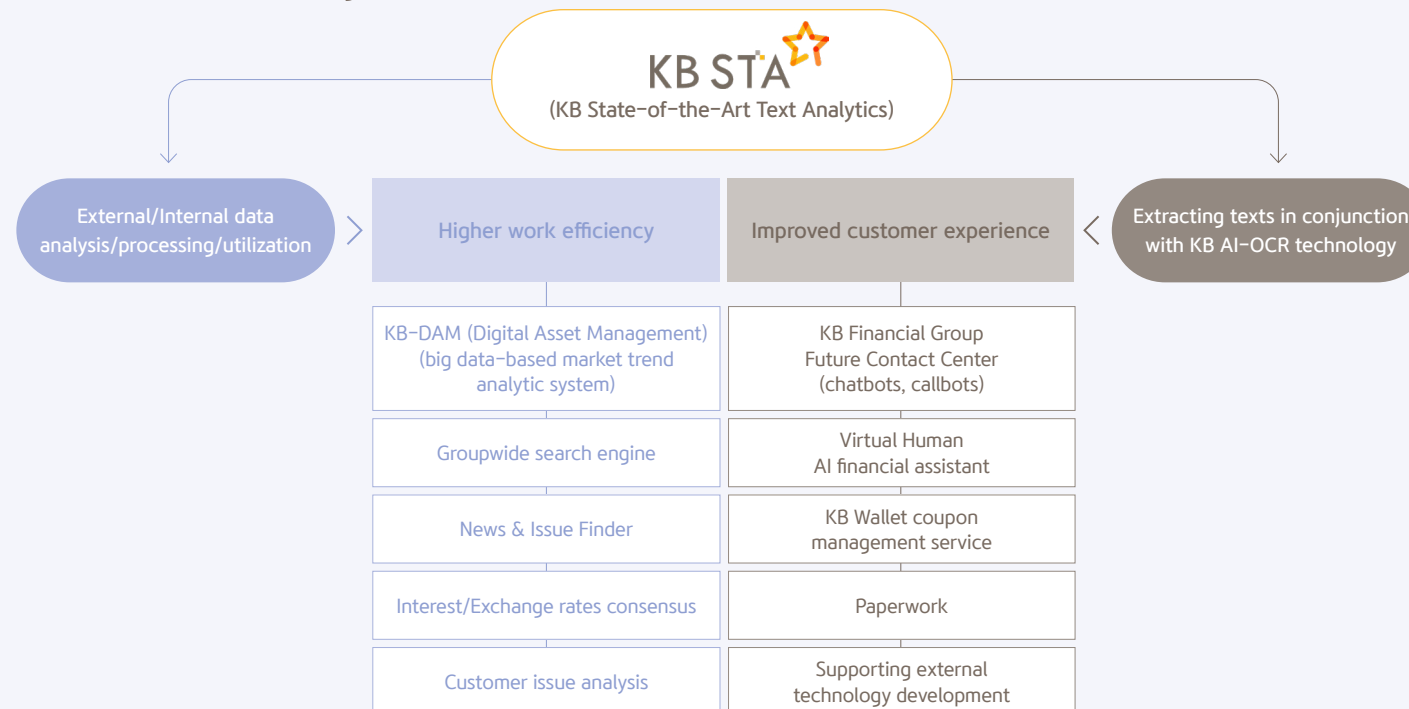 KB STA
(KB State-of-the-Art Text Analytics)
External/Internal data
analysis/processing/utilization
Higher work efficiency
Improved customer experience
Extracting texts in conjunction
with KB AI-OCR technology
KB-DAM (Digital Asset Management)
(big data-based market trend
analytic system)
Groupwide search engine
News & Issue Finder
Interest/Exchange rates consensus
Customer issue analysis
KB Financial Group
Future Contact Center
(chatbots, callbots)
Virtual Human
AI financial assistant
KB Wallet coupon
management service
Paperwork
Supporting external
technology development